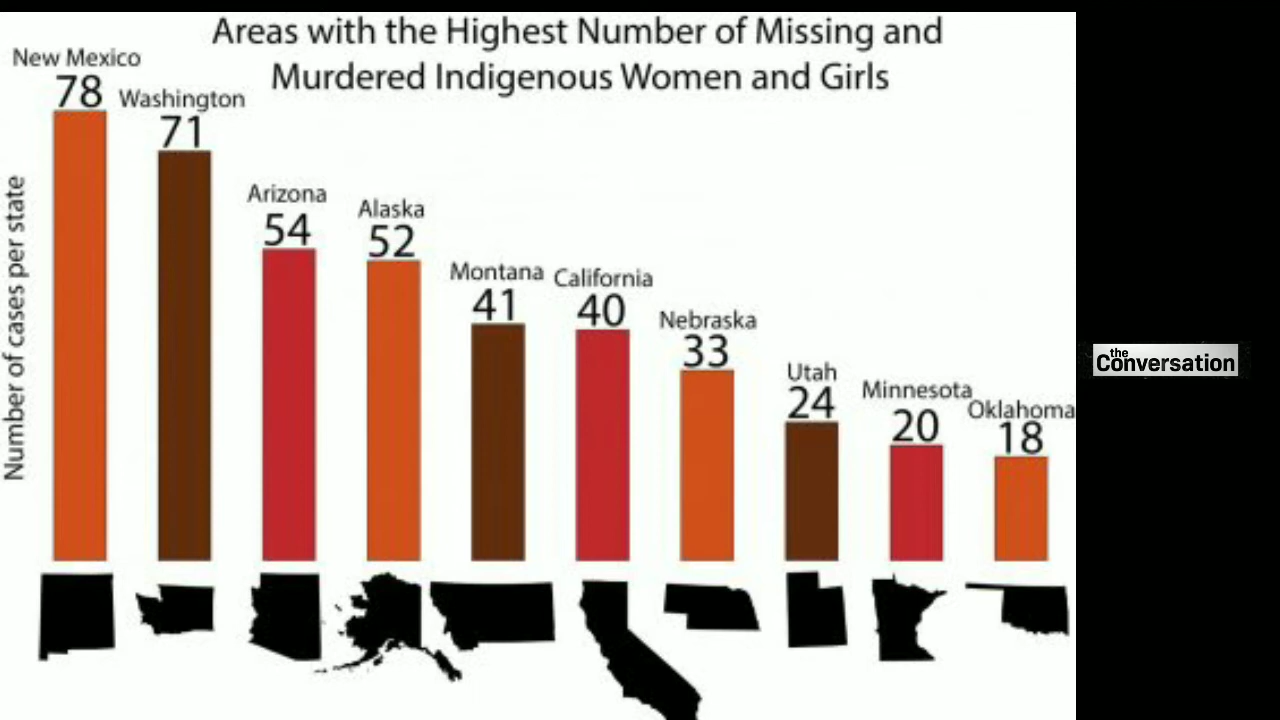 Areas with the Highest Number of Missing and
Murdered Indigenous Women and Girls
Number of cases per state
New Mexico
78
Washington
71
Arizona
54
Alaska
52
Montana
41
California
40
Nebraska
33
Utah
24
Minnesota
20
Oklahoma
18
the
Conversation